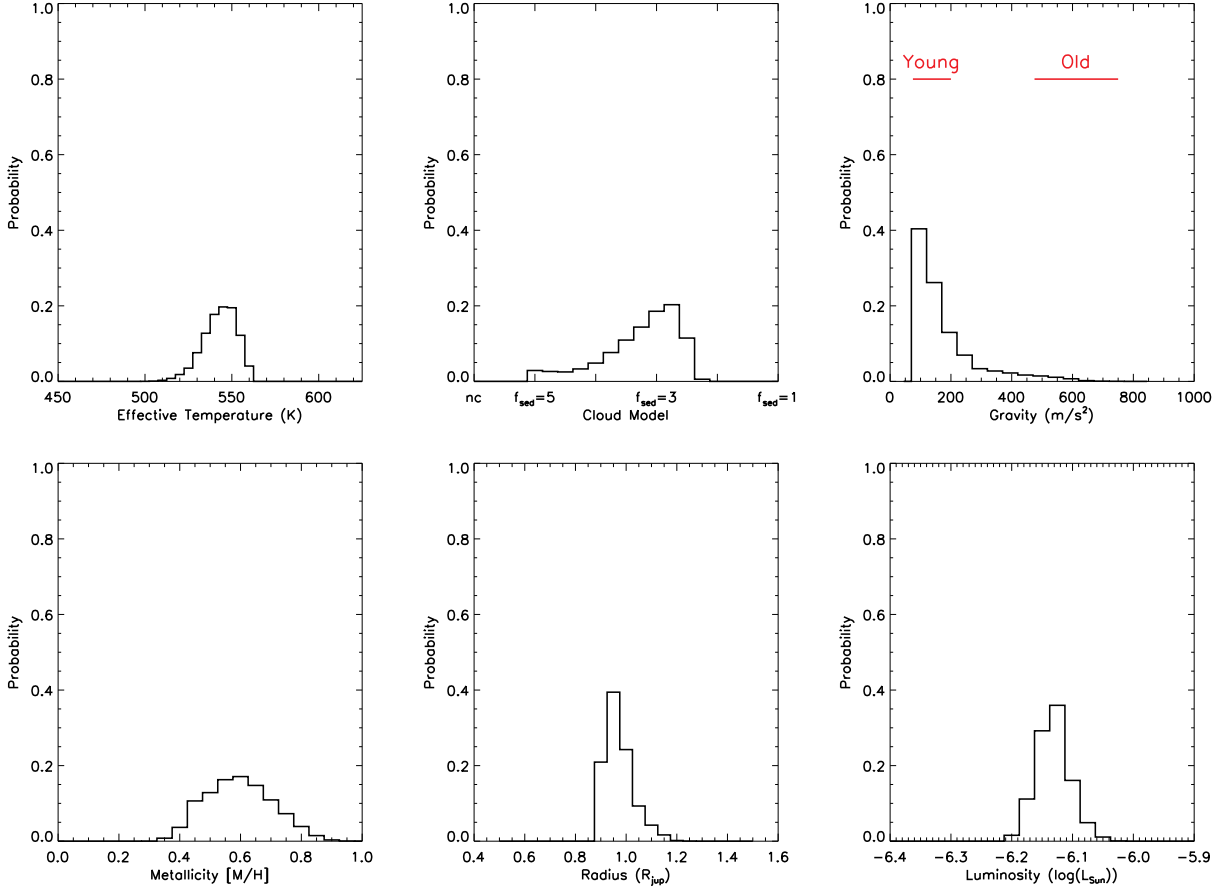 1.0
0.8
0.6
0.4
0.2
0.0
Probability
450 500 550 600
Effective Temperature (K)
1.0
0.8
0.6
0.4
0.2
0.0
Probability
nc fsed=5 fsed=3 fsed=1
Cloud Model
1.0
0.8
0.6
0.4
0.2
0.0
Probability
Young Old
0 200 400 600 800 1000
Gravity (m/s²)
1.0
0.8
0.6
0.4
0.2
0.0
Probability
0.0 0.2 0.4 0.6 0.8 1.0
Metallicity [M/H]
1.0
0.8
0.6
0.4
0.2
0.0
Probability
0.4 0.6 0.8 1.0 1.2 1.4 1.6
Radius (Rjup)
1.0
0.8
0.6
0.4
0.2
0.0
Probability
−6.4 −6.3 −6.2 −6.1 −6.0 −5.9
Luminosity (log(LSun))